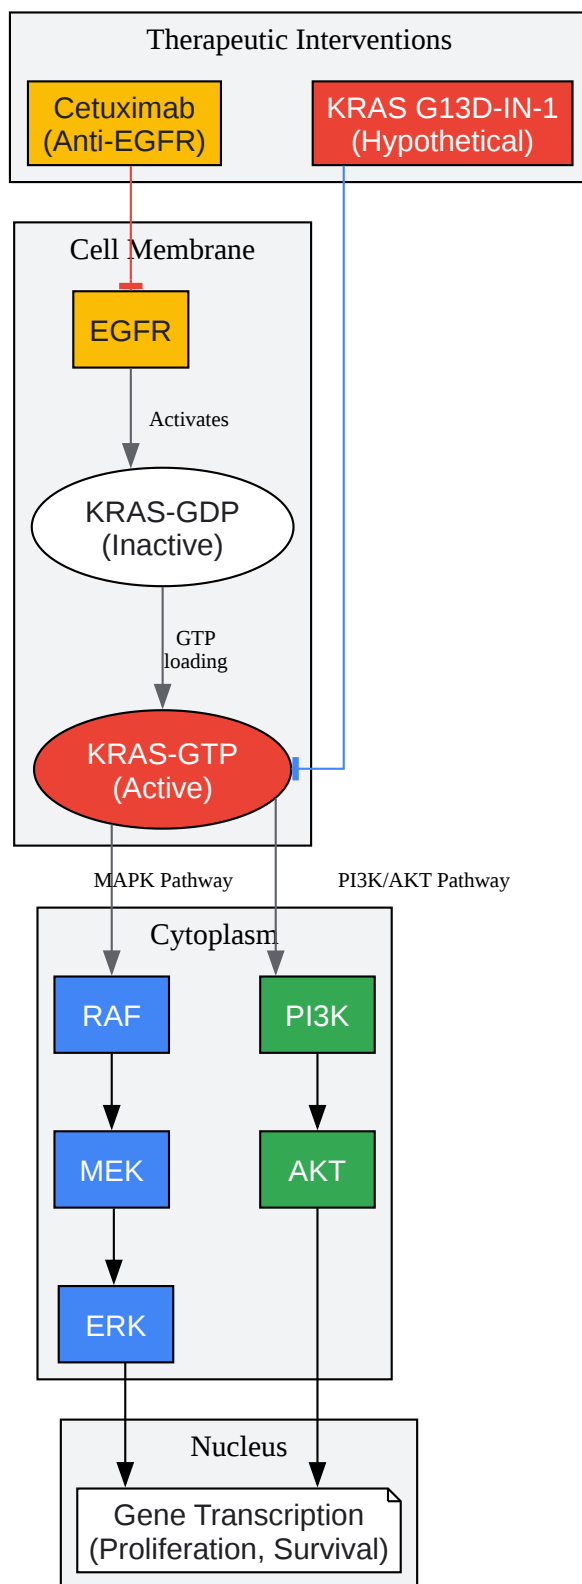 Therapeutic Interventions
Cetuximab
(Anti-EGFR)
KRAS G13D-IN-1
(Hypothetical)
Cell Membrane
EGFR
Activates
KRAS-GDP
(Inactive)
GTP
loading
KRAS-GTP
(Active)
MAPK Pathway
PI3K/AKT Pathway
Cytoplasm
RAF
PI3K
MEK
AKT
ERK
Nucleus
Gene Transcription
(Proliferation, Survival)